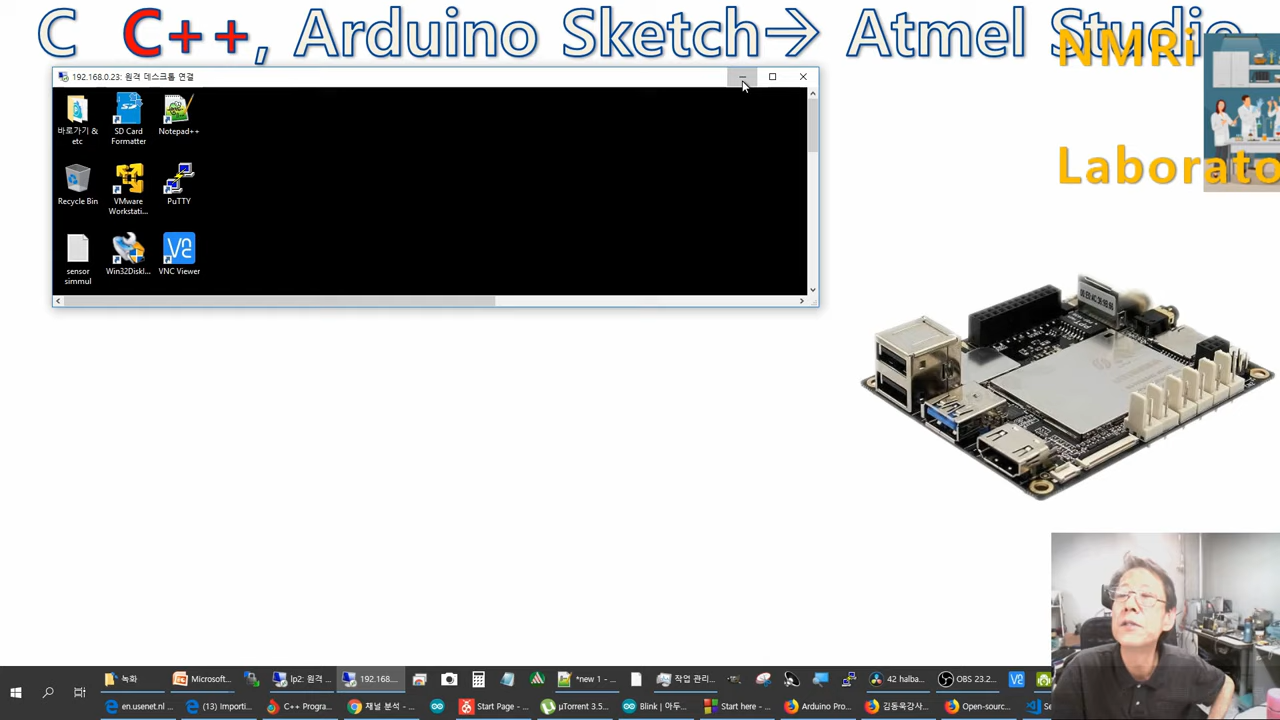 C C++, Arduino Sketch→ Atmel Studio
NMRi
Laborato
192.168.0.23: 원격 데스크톱 연결
바로가기 &
etc
SD Card
Formatter
Notepad++
Recycle Bin
VMware
Workstati...
PuTTY
sensor
simmul
Win32DiskI...
VNC Viewer
녹화
Microsoft...
lp2: 원격 ...
192.168....
*new 1 - ...
작업 관리...
42 halba...
OBS 23.2...
en.usenet.nl ...
(13) Importi...
C++ Progra...
채널 분석 - ...
Start Page - ...
µTorrent 3.5...
Blink | 아두...
Start here - ...
Arduino Pro...
김동욱강사...
Open-sourc...